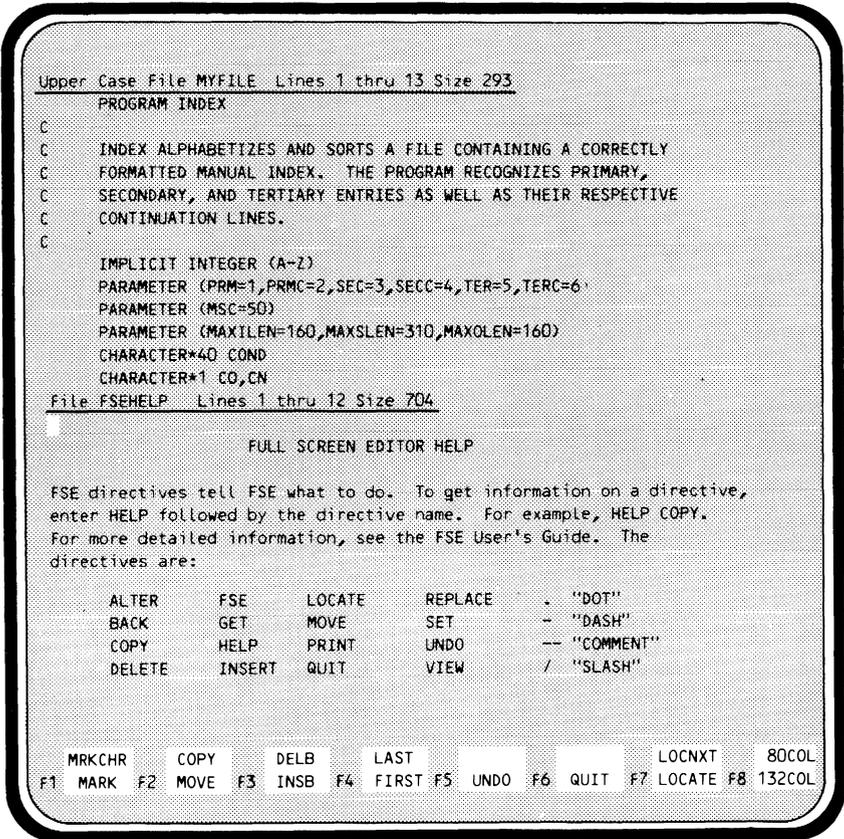 Upper Case File MYFILE  Lines 1 thru 13 Size 293
      PROGRAM INDEX
C
C     INDEX ALPHABETIZES AND SORTS A FILE CONTAINING A CORRECTLY
C     FORMATTED MANUAL INDEX.  THE PROGRAM RECOGNIZES PRIMARY,
C     SECONDARY, AND TERTIARY ENTRIES AS WELL AS THEIR RESPECTIVE
C     CONTINUATION LINES.
C
      IMPLICIT INTEGER (A-Z)
      PARAMETER (PRM=1,PRMC=2,SEC=3,SECC=4,TER=5,TERC=6
      PARAMETER (MSC=50)
      PARAMETER (MAXILEN=160,MAXSLEN=310,MAXOLEN=160)
      CHARACTER*40 COND
      CHARACTER*1 CO,CN
File FSEHELP   Lines 1 thru 12 Size 704
FULL SCREEN EDITOR HELP
FSE directives tell FSE what to do.  To get information on a directive,
enter HELP followed by the directive name.  For example, HELP COPY.
For more detailed information, see the FSE User's Guide.  The
directives are:
ALTER     FSE      LOCATE     REPLACE     .  "DOT"
BACK      GET      MOVE       SET         -  "DASH"
COPY      HELP     PRINT      UNDO        -- "COMMENT"
DELETE    INSERT   QUIT       VIEW        /  "SLASH"
MRKCHR    COPY    DELB    LAST    LOCNXT    80COL
F1 MARK F2 MOVE F3 INSB F4 FIRST F5 UNDO F6 QUIT F7 LOCATE F8 132COL